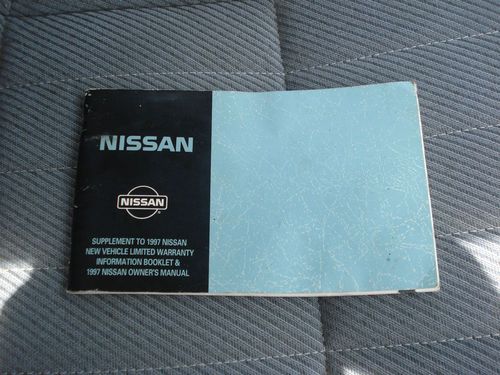 NISSAN
NISSAN
SUPPLEMENT TO 1997 NISSAN
NEW VEHICLE LIMITED WARRANTY
INFORMATION BOOKLET &
1997 NISSAN OWNER'S MANUAL